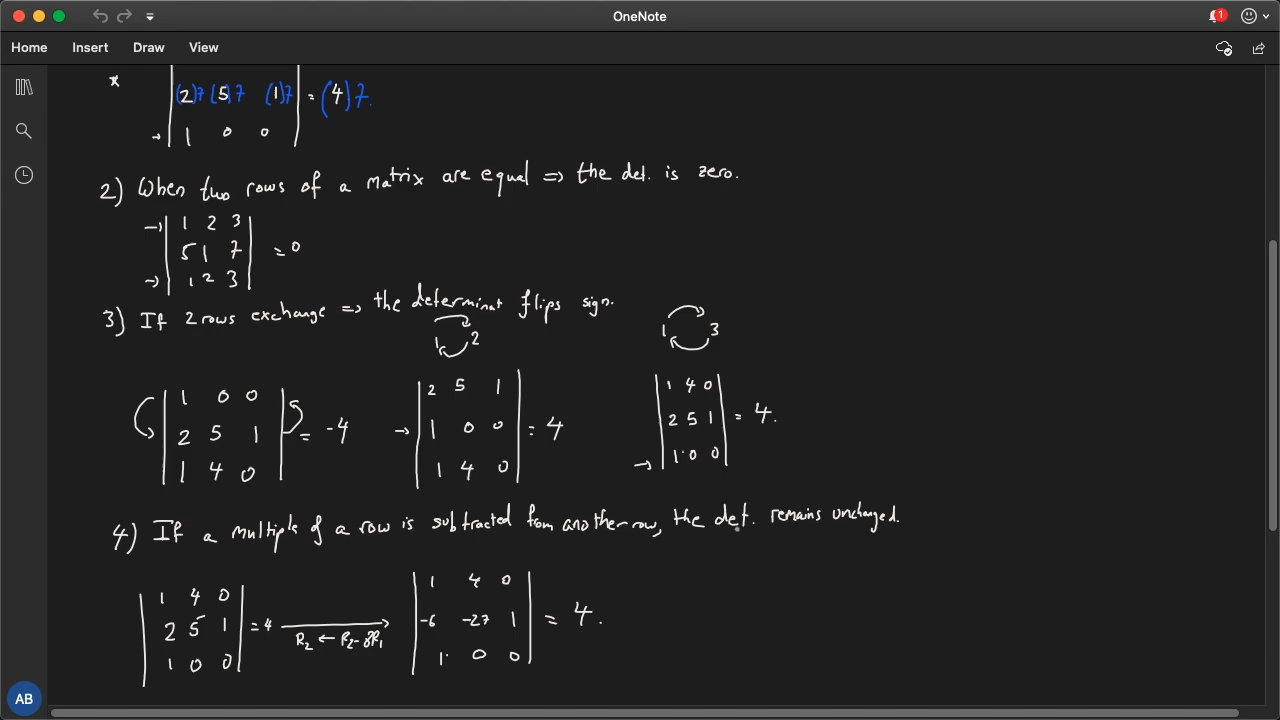 OneNote
1
Home Insert Draw View
* | 2 5 1 | = (4)7.
()7 ()7 ()7
→ | 1 0 0 |
2) When two rows of a matrix are equal ⇒ the det. is zero.
→ | 1 2 3 |
| 5 1 7 | = 0
→ | 1 2 3 |
3) If 2 rows exchange ⇒ the determinat flips sign.
1 2 1 3
| 1 0 0 | | 2 5 1 | | 1 4 0 |
| 2 5 1 | = -4 → | 1 0 0 | = 4 | 2 5 1 | = 4.
| 1 4 0 | | 1 4 0 | → | 1 0 0 |
4) If a multiple of a row is subtracted from another row, the det. remains unchanged.
| 1 4 0 | | 1 4 0 |
| 2 5 1 | = 4 → R2 ← R2-8R1 | -6 -27 1 | = 4.
| 1 0 0 | | 1 0 0 |
AB